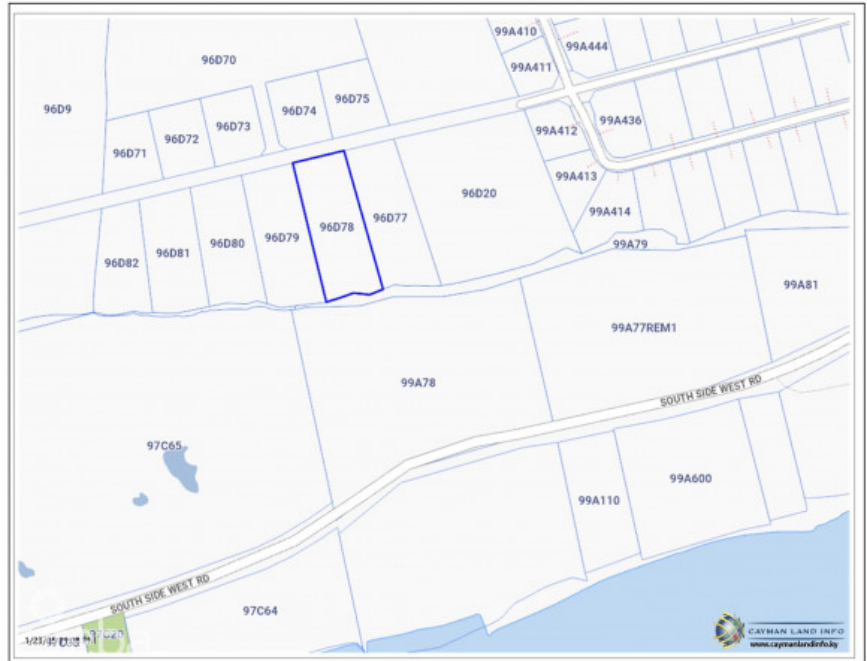 99A410
99A444
96D70
99A411
96D9
96D74
96D75
96D73
96D72
96D71
99A436
99A412
99A413
96D20
96D77
96D78
96D79
96D80
96D81
96D82
99A414
99A79
99A81
99A77REM1
99A78
SOUTH SIDE WEST RD
97C65
99A600
99A110
SOUTH SIDE WEST RD
97C64
97C20
CAYMAN LAND INFO
www.caymanlandinfo.ky